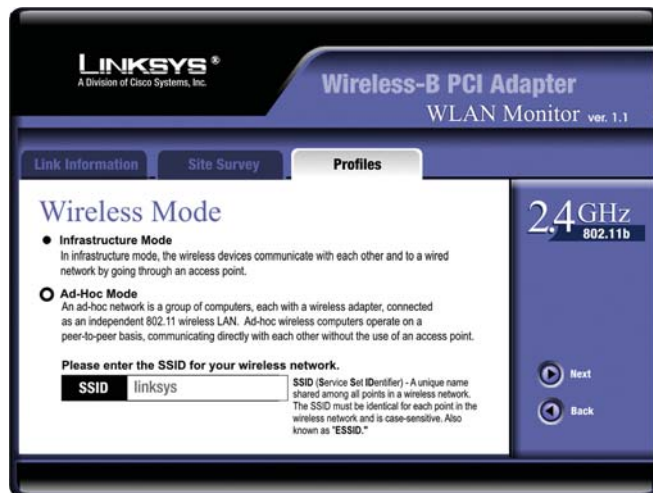 LINKSYS®
A Division of Cisco Systems, Inc.
Wireless-B PCI Adapter
WLAN Monitor ver. 1.1
Link Information
Site Survey
Profiles
Wireless Mode
Infrastructure Mode
In infrastructure mode, the wireless devices communicate with each other and to a wired
network by going through an access point.
Ad-Hoc Mode
An ad-hoc network is a group of computers, each with a wireless adapter, connected
as an independent 802.11 wireless LAN. Ad-hoc wireless computers operate on a
peer-to-peer basis, communicating directly with each other without the use of an access point.
Please enter the SSID for your wireless network.
SSID
linksys
SSID (Service Set IDentifier) - A unique name
shared among all points in a wireless network.
The SSID must be identical for each point in the
wireless network and is case-sensitive. Also
known as "ESSID."
2.4GHz
802.11b
Next
Back